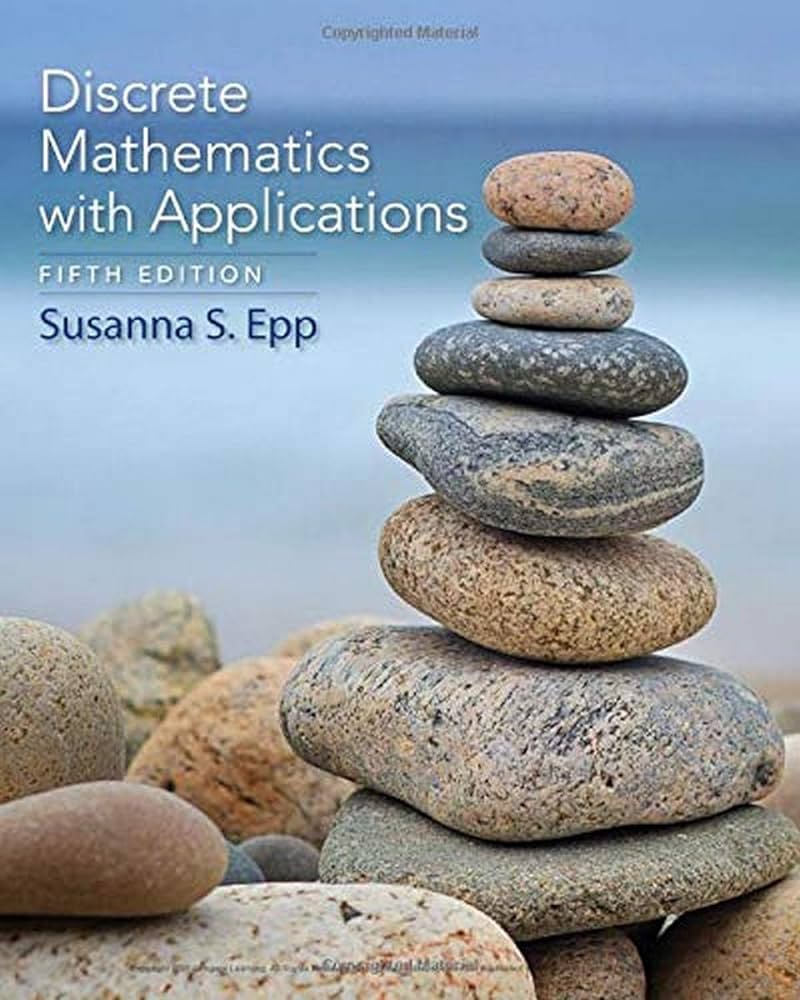 Copyrighted Material
Discrete
Mathematics
with Applications
FIFTH EDITION
Susanna S. Epp
Copyrighted Material